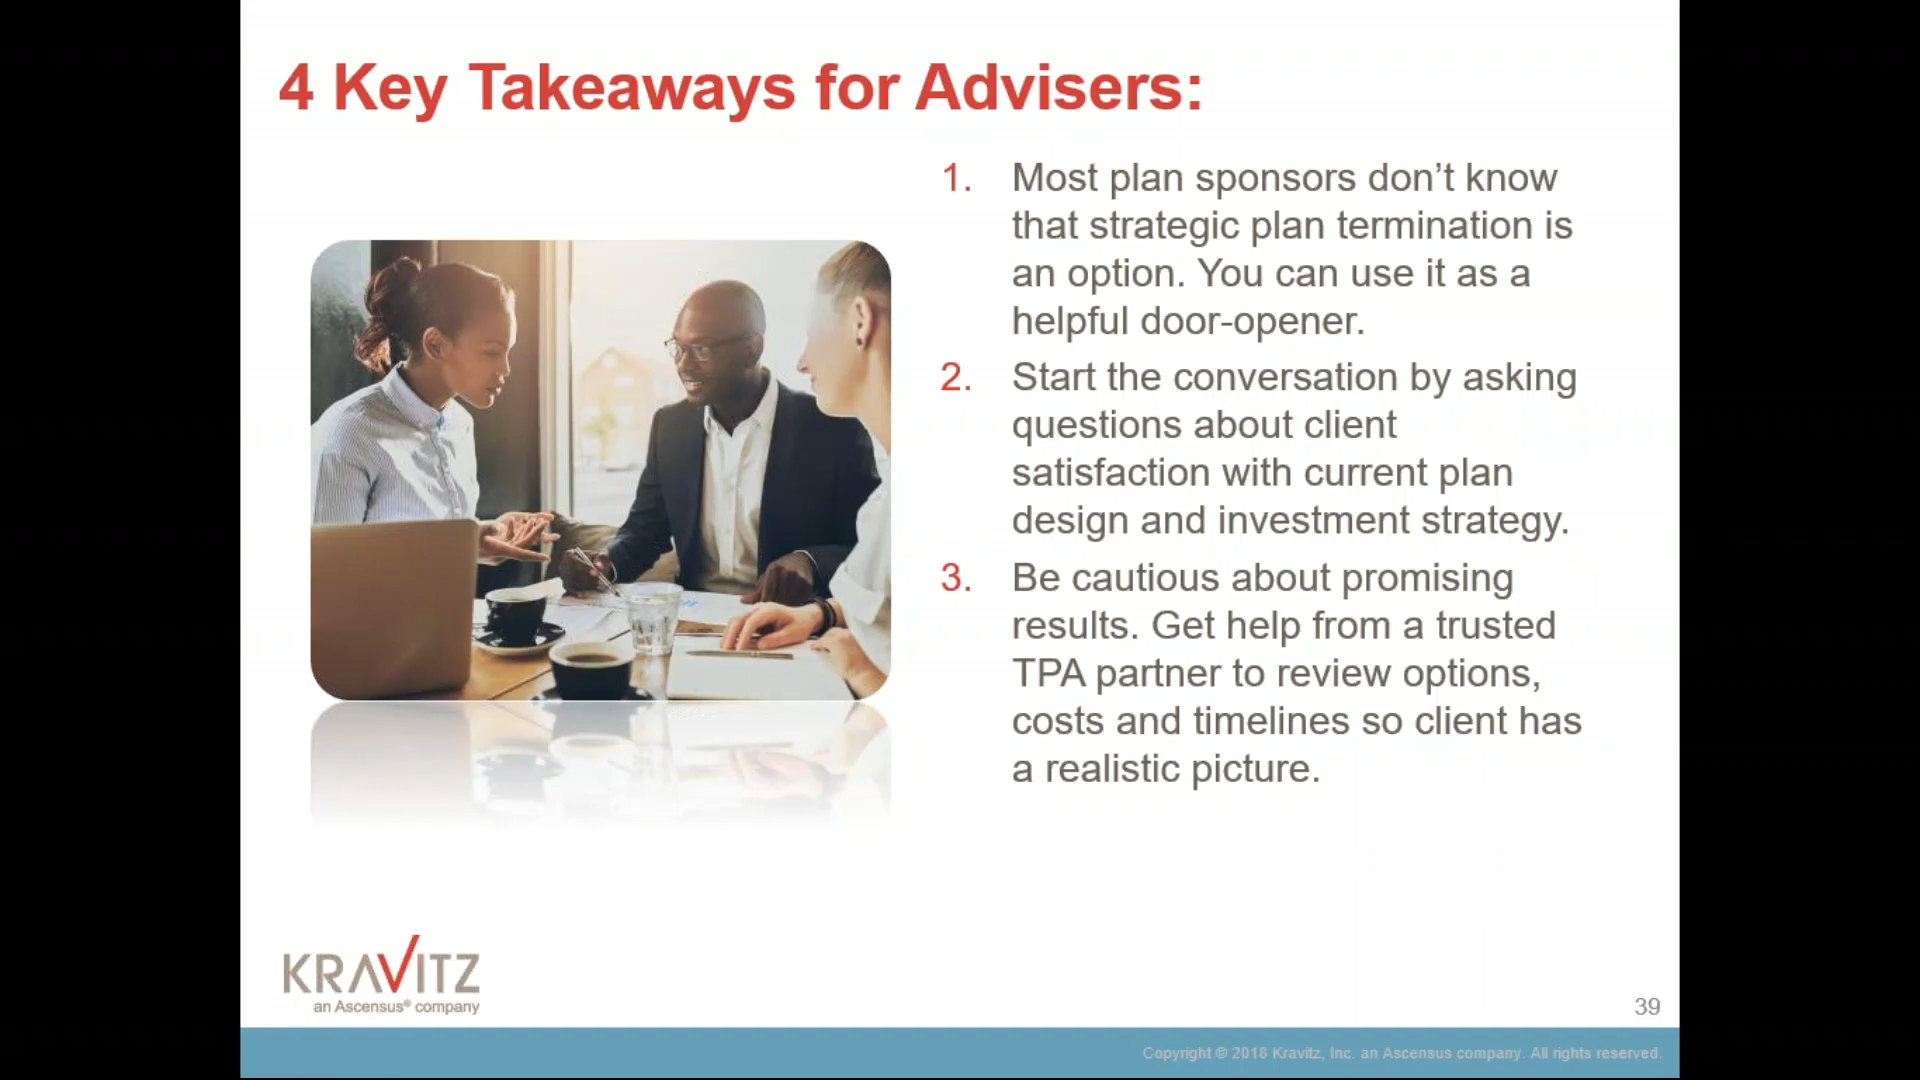 4 Key Takeaways for Advisers:
1. Most plan sponsors don’t know
that strategic plan termination is
an option. You can use it as a
helpful door-opener.
2. Start the conversation by asking
questions about client
satisfaction with current plan
design and investment strategy.
3. Be cautious about promising
results. Get help from a trusted
TPA partner to review options,
costs and timelines so client has
a realistic picture.
KRAVITZ
an Ascensus® company
39
Copyright © 2018 Kravitz, Inc. an Ascensus company. All rights reserved.